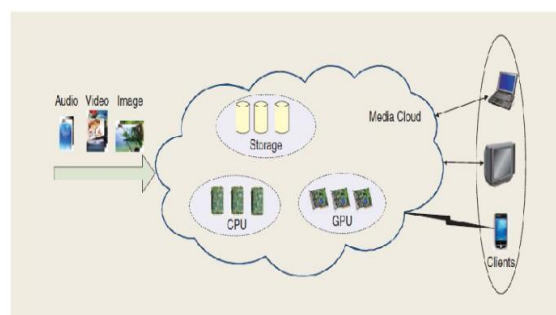 Audio Video Image
Storage
Media Cloud
CPU
GPU
Clients